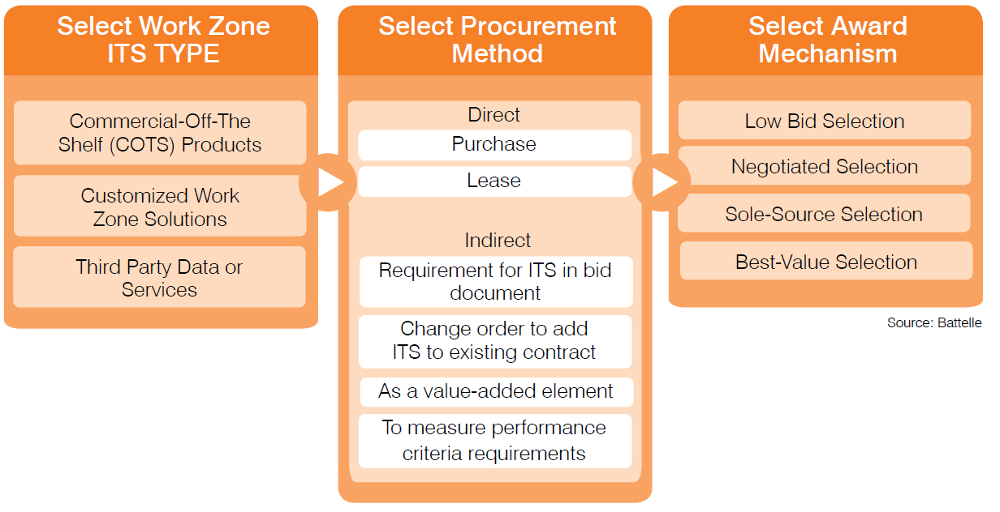 Select Work Zone
ITS TYPE
Commercial-Off-The
Shelf (COTS) Products
Customized Work
Zone Solutions
Third Party Data or
Services
Select Procurement
Method
Direct
Purchase
Lease
Indirect
Requirement for ITS in bid
document
Change order to add
ITS to existing contract
As a value-added element
To measure performance
criteria requirements
Select Award
Mechanism
Low Bid Selection
Negotiated Selection
Sole-Source Selection
Best-Value Selection
Source: Battelle